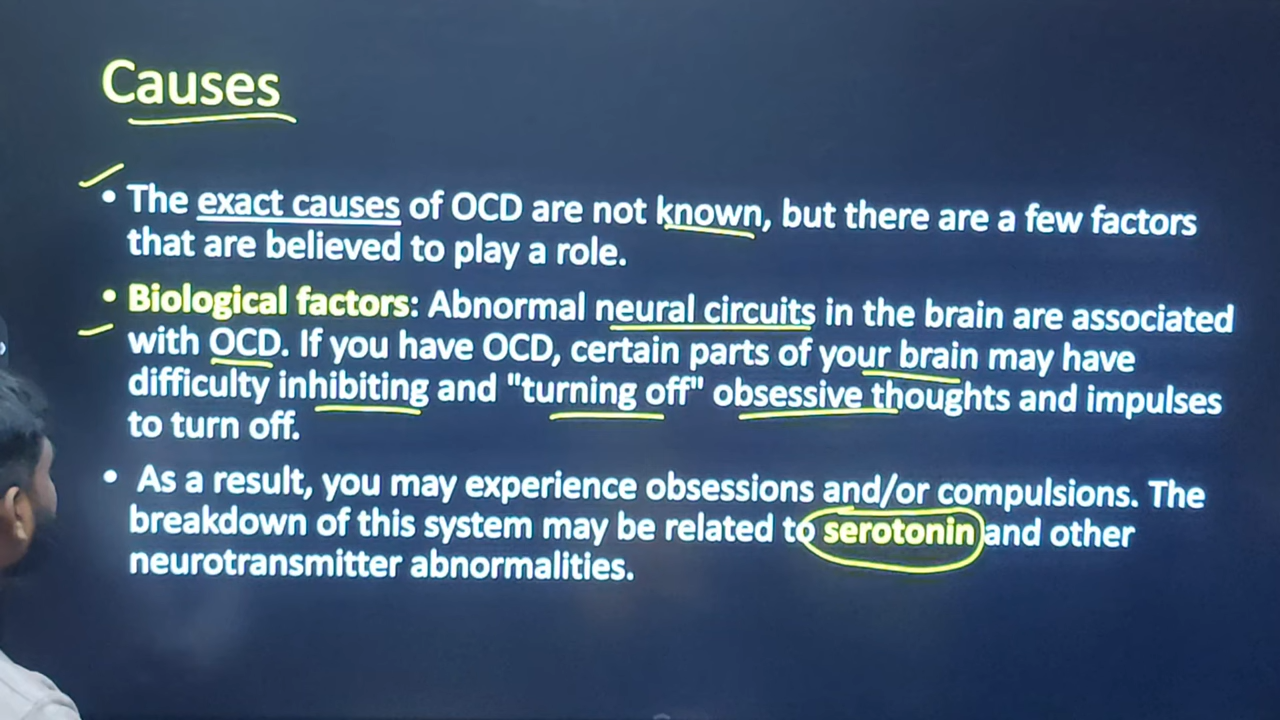 Causes
• The exact causes of OCD are not known, but there are a few factors
that are believed to play a role.
• Biological factors: Abnormal neural circuits in the brain are associated
with OCD. If you have OCD, certain parts of your brain may have
difficulty inhibiting and "turning off" obsessive thoughts and impulses
to turn off.
• As a result, you may experience obsessions and/or compulsions. The
breakdown of this system may be related to serotonin and other
neurotransmitter abnormalities.